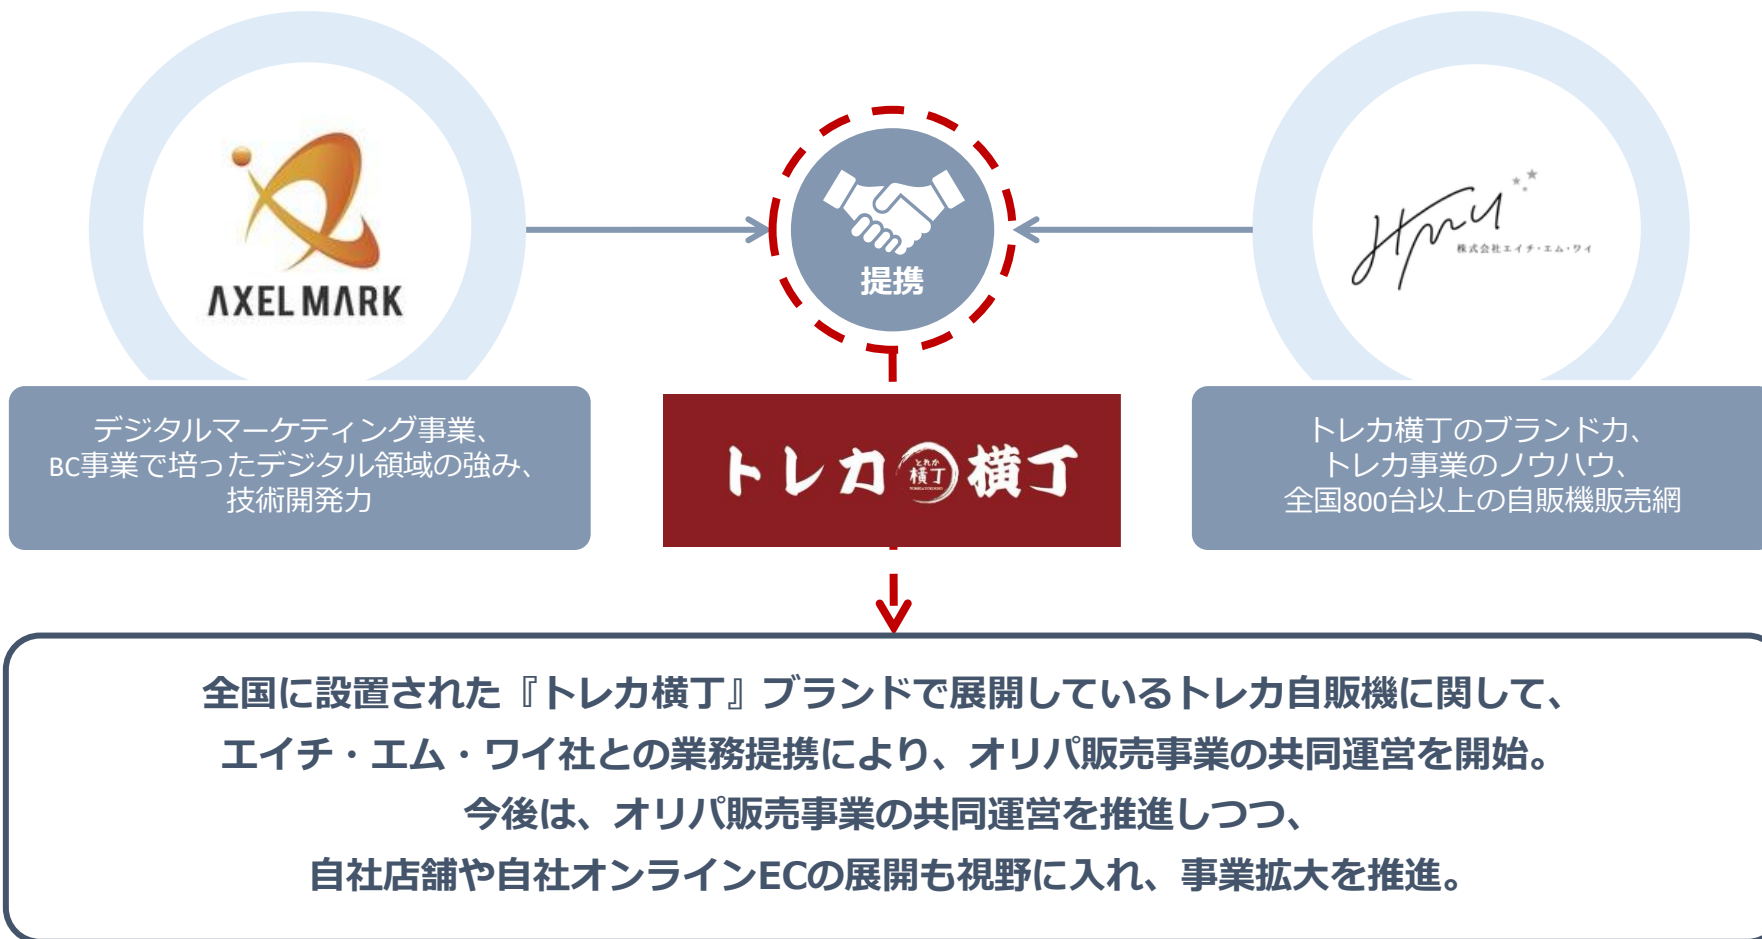 AXELMARK
提携
Hmy
株式会社エイチ・エム・ワイ
デジタルマーケティング事業、
BC事業で培ったデジタル領域の強み、
技術開発力
トレカ横丁
とれか
横丁
トレカ横丁のブランド力、
トレカ事業のノウハウ、
全国800台以上の自販機販売網
全国に設置された『トレカ横丁』ブランドで展開しているトレカ自販機に関して、
エイチ・エム・ワイ社との業務提携により、オリパ販売事業の共同運営を開始。
今後は、オリパ販売事業の共同運営を推進しつつ、
自社店舗や自社オンラインECの展開も視野に入れ、事業拡大を推進。